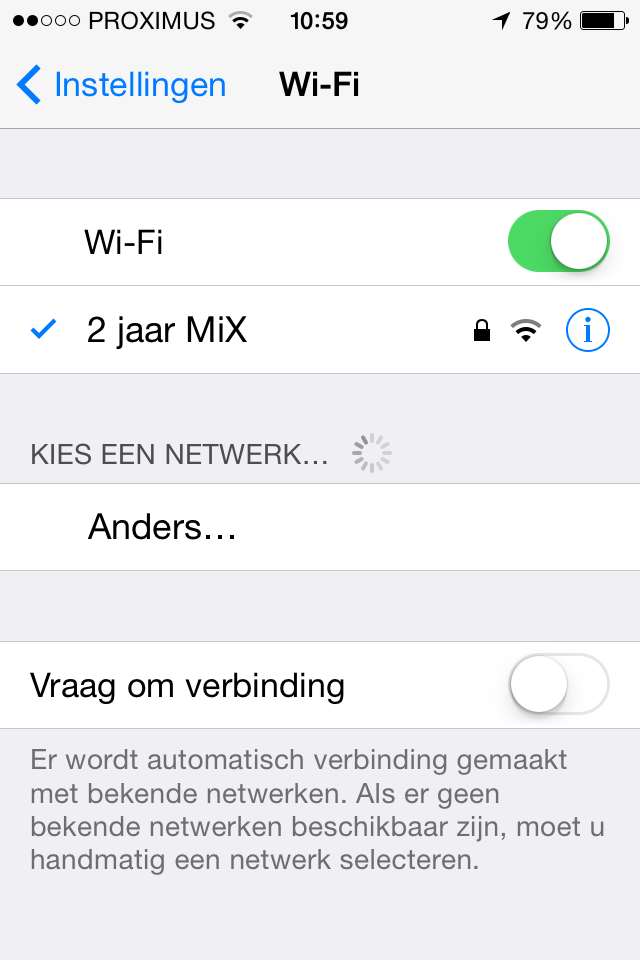 PROXIMUS 10:59 79%
Instellingen Wi-Fi
Wi-Fi
2 jaar MiX
KIES EEN NETWERK...
Anders...
Vraag om verbinding
Er wordt automatisch verbinding gemaakt
met bekende netwerken. Als er geen
bekende netwerken beschikbaar zijn, moet u
handmatig een netwerk selecteren.